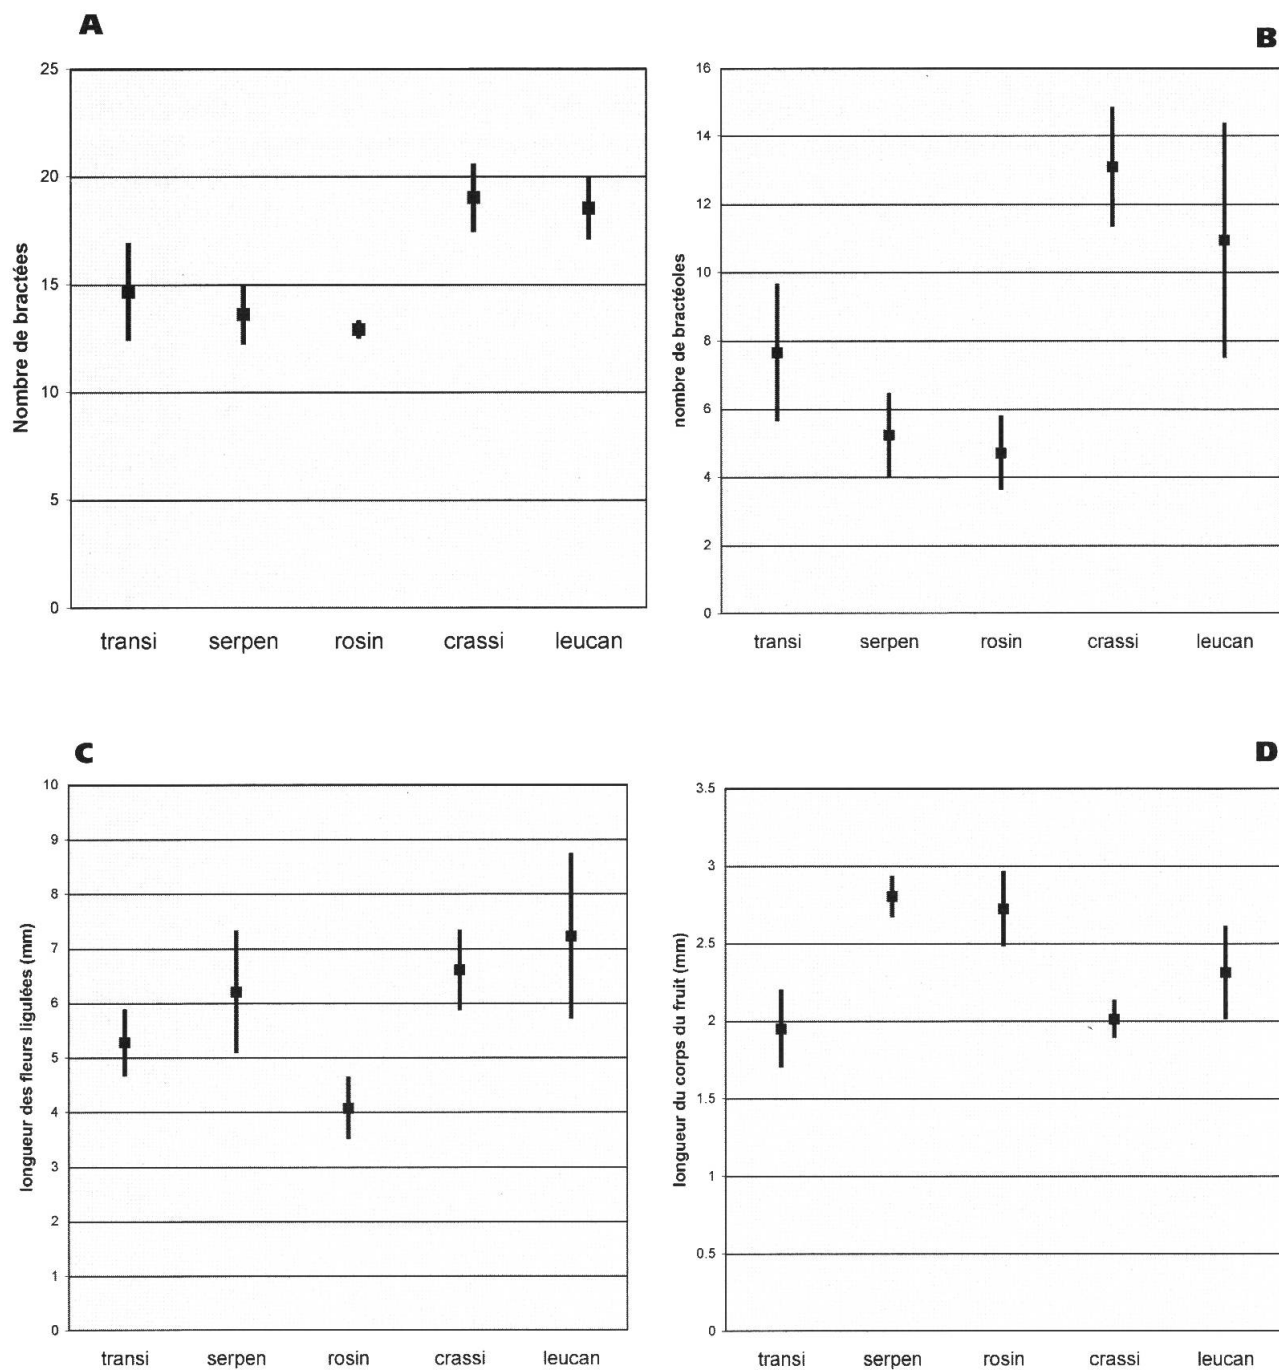 A
Nombre de bractées
25
20
15
10
5
0
transi serpen rosin crassi leucan
B
nombre de bractéoles
16
14
12
10
8
6
4
2
0
transi serpen rosin crassi leucan
C
longueur des fleurs ligulées (mm)
10
9
8
7
6
5
4
3
2
1
0
transi serpen rosin crassi leucan
D
longueur du corps du fruit (mm)
3.5
3
2.5
2
1.5
1
0.5
0
transi serpen rosin crassi leucan